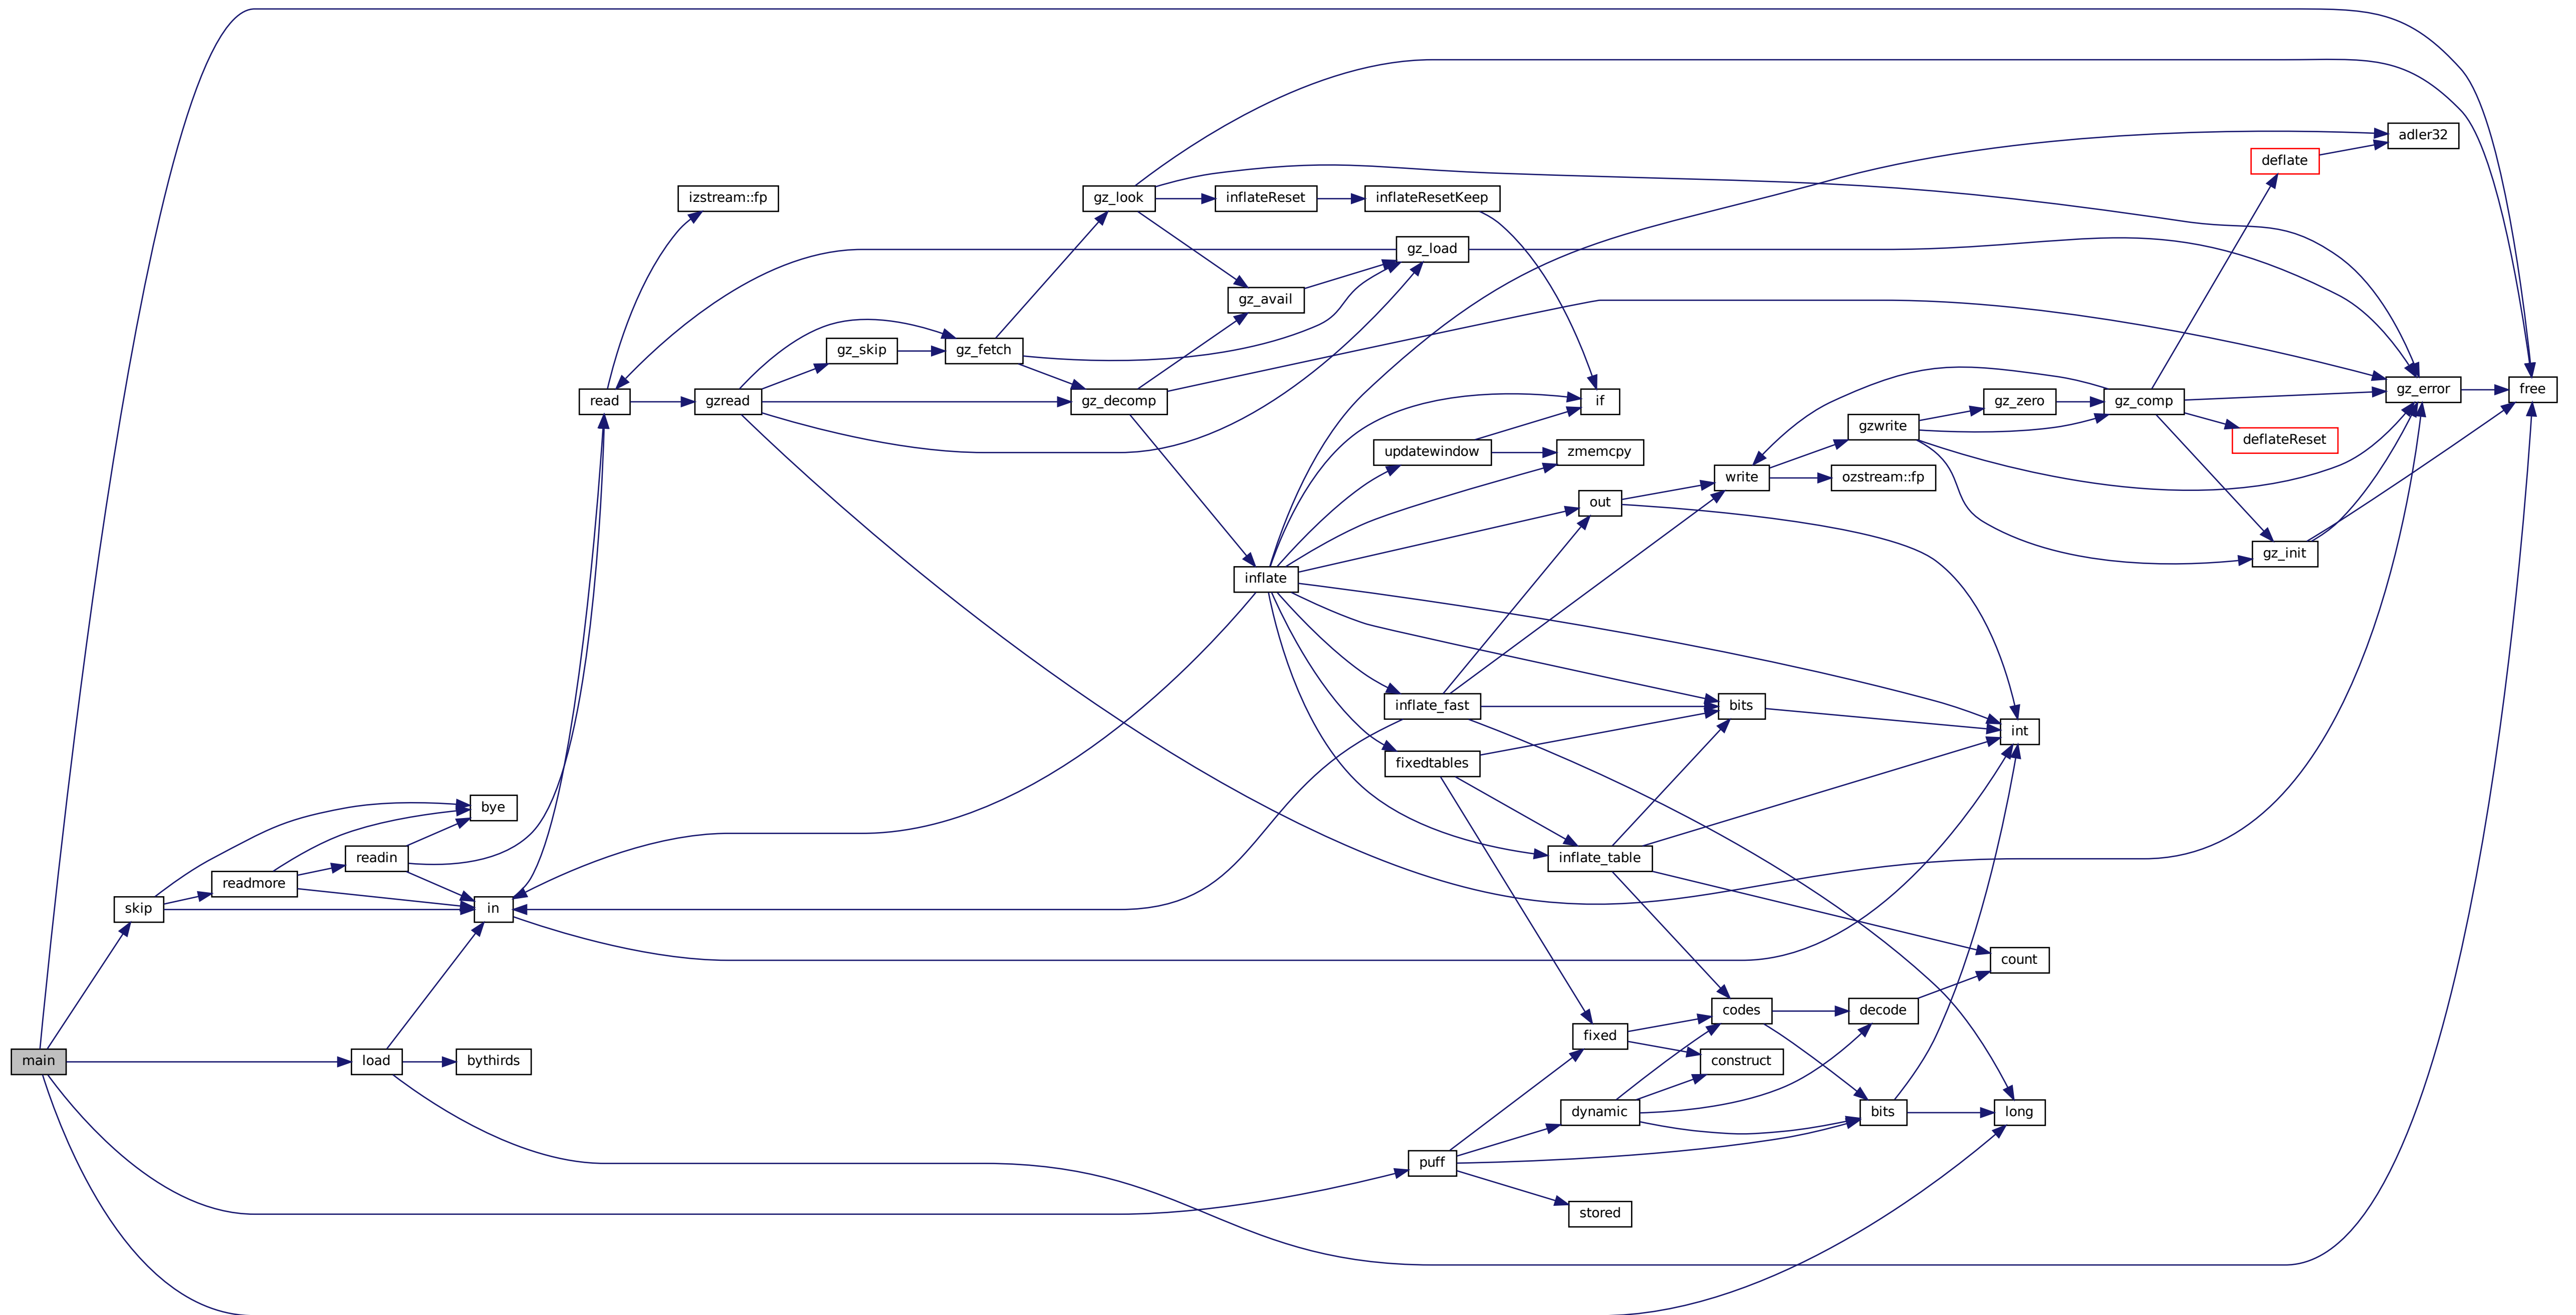 main
skip
readmore
readin
load
bye
in
bythirds
read
izstream::fp
gzread
gz_skip
gz_fetch
gz_look
gz_decomp
inflateReset
gz_avail
inflate
inflateResetKeep
gz_load
updatewindow
inflate_fast
fixedtables
puff
if
zmemcpy
out
inflate_table
fixed
dynamic
stored
write
bits
codes
construct
gzwrite
ozstream::fp
decode
bits
gz_zero
int
count
long
gz_comp
deflate
deflateReset
gz_init
adler32
gz_error
free